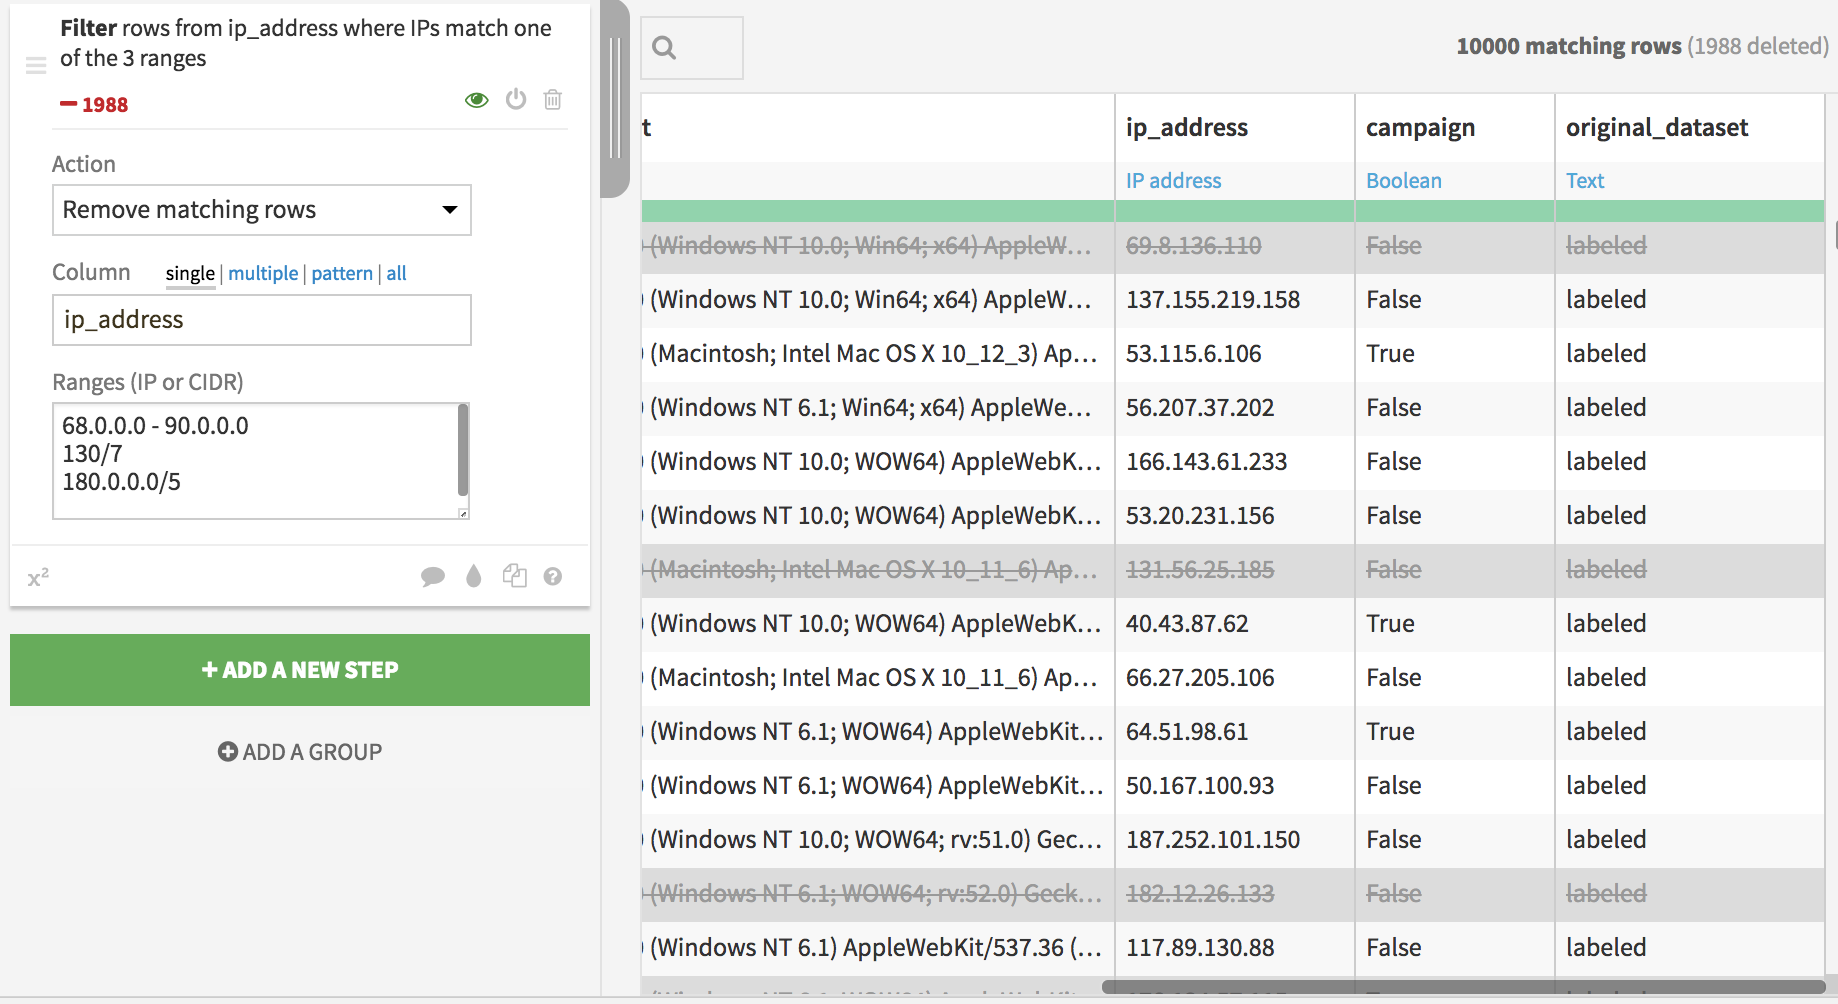 Filter rows from ip_address where IPs match one
of the 3 ranges
1988
Action
Remove matching rows
Column single | multiple | pattern | all
ip_address
Ranges (IP or CIDR)
68.0.0.0 - 90.0.0.0
130/7
180.0.0.0/5
x²
+ ADD A NEW STEP
ADD A GROUP
10000 matching rows (1988 deleted)
t ip_address campaign original_dataset
IP address Boolean Text
(Windows NT 10.0; Win64; x64) AppleW… 69.8.136.110 False labeled
(Windows NT 10.0; Win64; x64) AppleW… 137.155.219.158 False labeled
(Macintosh; Intel Mac OS X 10_12_3) Ap… 53.115.6.106 True labeled
(Windows NT 6.1; Win64; x64) AppleWe… 56.207.37.202 False labeled
(Windows NT 10.0; WOW64) AppleWebK… 166.143.61.233 False labeled
(Windows NT 10.0; WOW64) AppleWebK… 53.20.231.156 False labeled
(Macintosh; Intel Mac OS X 10_11_6) Ap… 131.56.25.185 False labeled
(Windows NT 10.0; WOW64) AppleWebK… 40.43.87.62 True labeled
(Macintosh; Intel Mac OS X 10_11_6) Ap… 66.27.205.106 False labeled
(Windows NT 6.1; WOW64) AppleWebKit… 64.51.98.61 True labeled
(Windows NT 6.1; WOW64) AppleWebKit… 50.167.100.93 False labeled
(Windows NT 10.0; WOW64; rv:51.0) Gec… 187.252.101.150 False labeled
(Windows NT 6.1; WOW64; rv:52.0) Geck… 182.12.26.133 False labeled
(Windows NT 6.1) AppleWebKit/537.36 (… 117.89.130.88 False labeled